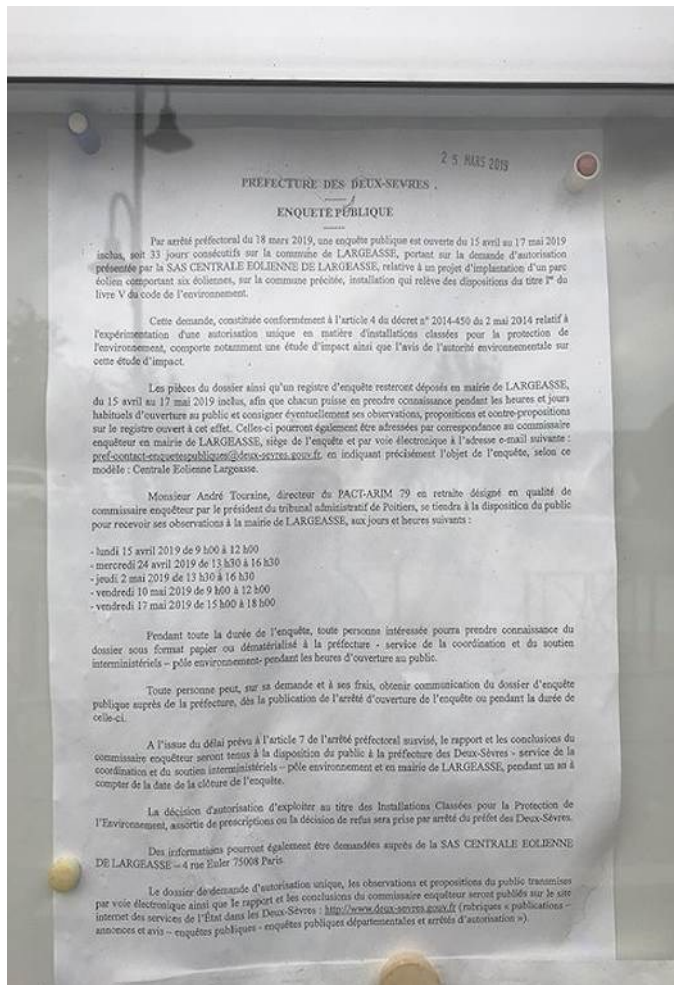 25 MARS 2019
PREFECTURE DES DEUX-SEVRES
ENQUETE PUBLIQUE
Par arrêté préfectoral du 18 mars 2019, une enquête publique est ouverte du 15 avril au 17 mai 2019
inclus, soit 33 jours consécutifs sur la commune de LARGEASSE, portant sur la demande d'autorisation
présentée par la SAS CENTRALE EOLIENNE DE LARGEASSE, relative à un projet d'implantation d'un parc
éolien comportant six éoliennes, sur la commune précitée, installation qui relève des dispositions du titre Ier du
livre V du code de l'environnement.
Cette demande, constituée conformément à l'article 4 du décret n° 2014-450 du 2 mai 2014 relatif à
l'expérimentation d'une autorisation unique en matière d'installations classées pour la protection de
l'environnement, comporte notamment une étude d'impact ainsi que l'avis de l'autorité environnementale sur
cette étude d'impact.
Les pièces du dossier ainsi qu'un registre d'enquête resteront déposés en mairie de LARGEASSE,
du 15 avril au 17 mai 2019 inclus, afin que chacun puisse en prendre connaissance pendant les heures et jours
habituels d'ouverture au public et consigner éventuellement ses observations, propositions et contre-propositions
sur le registre ouvert à cet effet. Celles-ci pourront également être adressées par correspondance au commissaire
enquêteur en mairie de LARGEASSE, siège de l'enquête et par voie électronique à l'adresse e-mail suivante :
pref-contact-enquetespubliques@deux-sevres.gouv.fr, en indiquant précisément l'objet de l'enquête, selon ce
modèle : Centrale Eolienne Largeasse.
Monsieur André Touraine, directeur du PACT-ARIM 79 en retraite désigné en qualité de
commissaire enquêteur par le président du tribunal administratif de Poitiers, se tiendra à la disposition du public
pour recevoir ses observations à la mairie de LARGEASSE, aux jours et heures suivants :
- lundi 15 avril 2019 de 9 h00 à 12 h00
- mercredi 24 avril 2019 de 13 h30 à 16 h30
- jeudi 2 mai 2019 de 13 h30 à 16 h30
- vendredi 10 mai 2019 de 9 h00 à 12 h00
- vendredi 17 mai 2019 de 15 h00 à 18 h00
Pendant toute la durée de l'enquête, toute personne intéressée pourra prendre connaissance du
dossier sous format papier ou dématérialisé à la préfecture - service de la coordination et du soutien
interministériels – pôle environnement- pendant les heures d'ouverture au public.
Toute personne peut, sur sa demande et à ses frais, obtenir communication du dossier d'enquête
publique auprès de la préfecture, dès la publication de l'arrêté d'ouverture de l'enquête ou pendant la durée de
celle-ci.
A l'issue du délai prévu à l'article 7 de l'arrêté préfectoral susvisé, le rapport et les conclusions du
commissaire enquêteur seront tenus à la disposition du public à la préfecture des Deux-Sèvres - service de la
coordination et du soutien interministériels – pôle environnement et en mairie de LARGEASSE, pendant un an à
compter de la date de la clôture de l'enquête.
La décision d'autorisation d'exploiter au titre des Installations Classées pour la Protection de
l'Environnement, assortie de prescriptions ou la décision de refus sera prise par arrêté du préfet des Deux-Sèvres.
Des informations pourront également être demandées auprès de la SAS CENTRALE EOLIENNE
DE LARGEASSE – 4 rue Euler 75008 Paris
Le dossier de demande d'autorisation unique, les observations et propositions du public transmises
par voie électronique ainsi que le rapport et les conclusions du commissaire enquêteur seront publiés sur le site
internet des services de l'État dans les Deux-Sèvres : http://www.deux-sevres.gouv.fr (rubriques « publications –
annonces et avis – enquêtes publiques - enquêtes publiques départementales et arrêtés d'autorisation »).